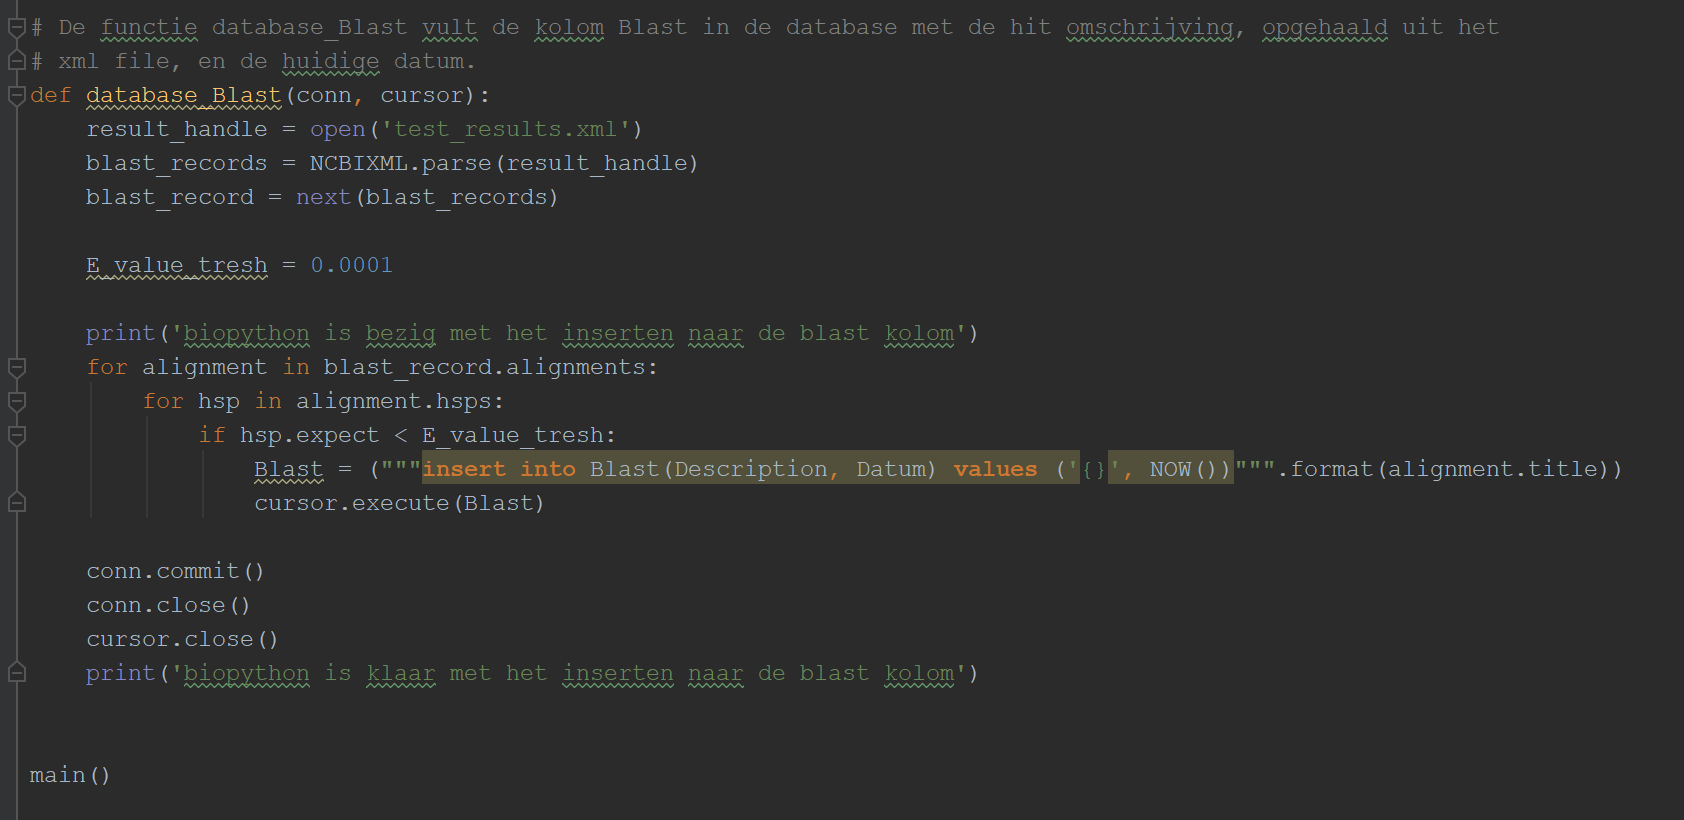 # De functie database_Blast vult de kolom Blast in de database met de hit omschrijving, opgehaald uit het
# xml file, en de huidige datum.
def database_Blast(conn, cursor):
    result_handle = open('test_results.xml')
    blast_records = NCBIXML.parse(result_handle)
    blast_record = next(blast_records)

    E_value_tresh = 0.0001

    print('biopython is bezig met het inserten naar de blast kolom')
    for alignment in blast_record.alignments:
        for hsp in alignment.hsps:
            if hsp.expect < E_value_tresh:
                Blast = ("""insert into Blast(Description, Datum) values ('{}', NOW())""".format(alignment.title))
                cursor.execute(Blast)

    conn.commit()
    conn.close()
    cursor.close()
    print('biopython is klaar met het inserten naar de blast kolom')


main()